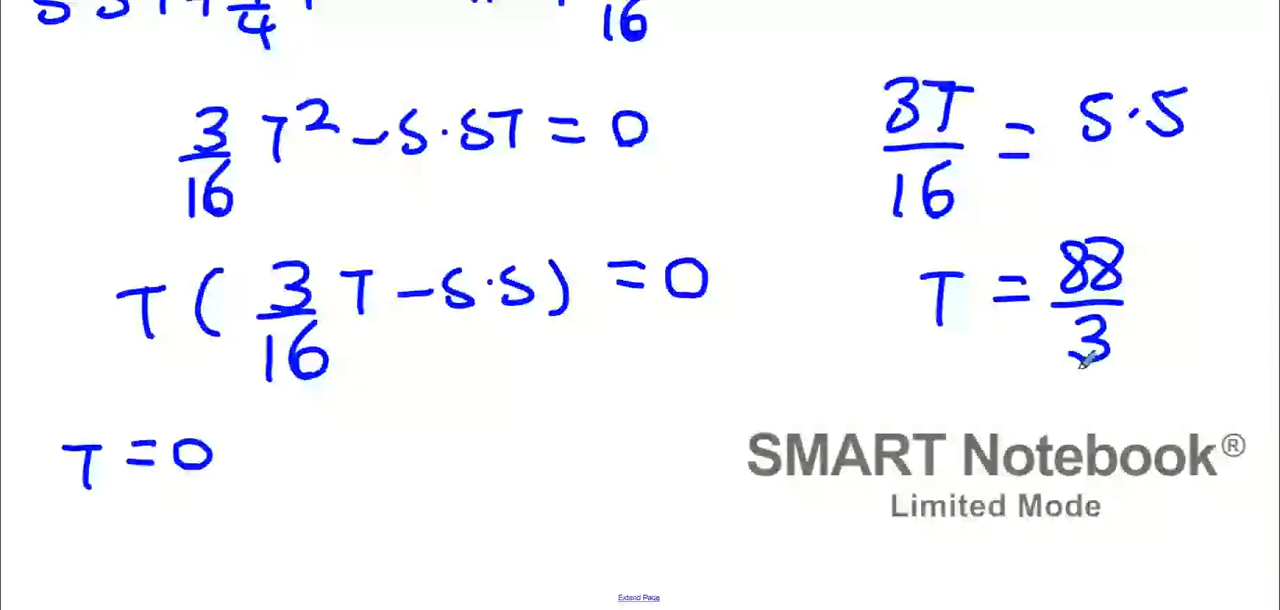 16
3/16 T² - 5·5T = 0
T ( 3/16 T - 5·5 ) = 0
T = 0
3T/16 = 5·5
T = 88/3
SMART Notebook®
Limited Mode
Extend Page